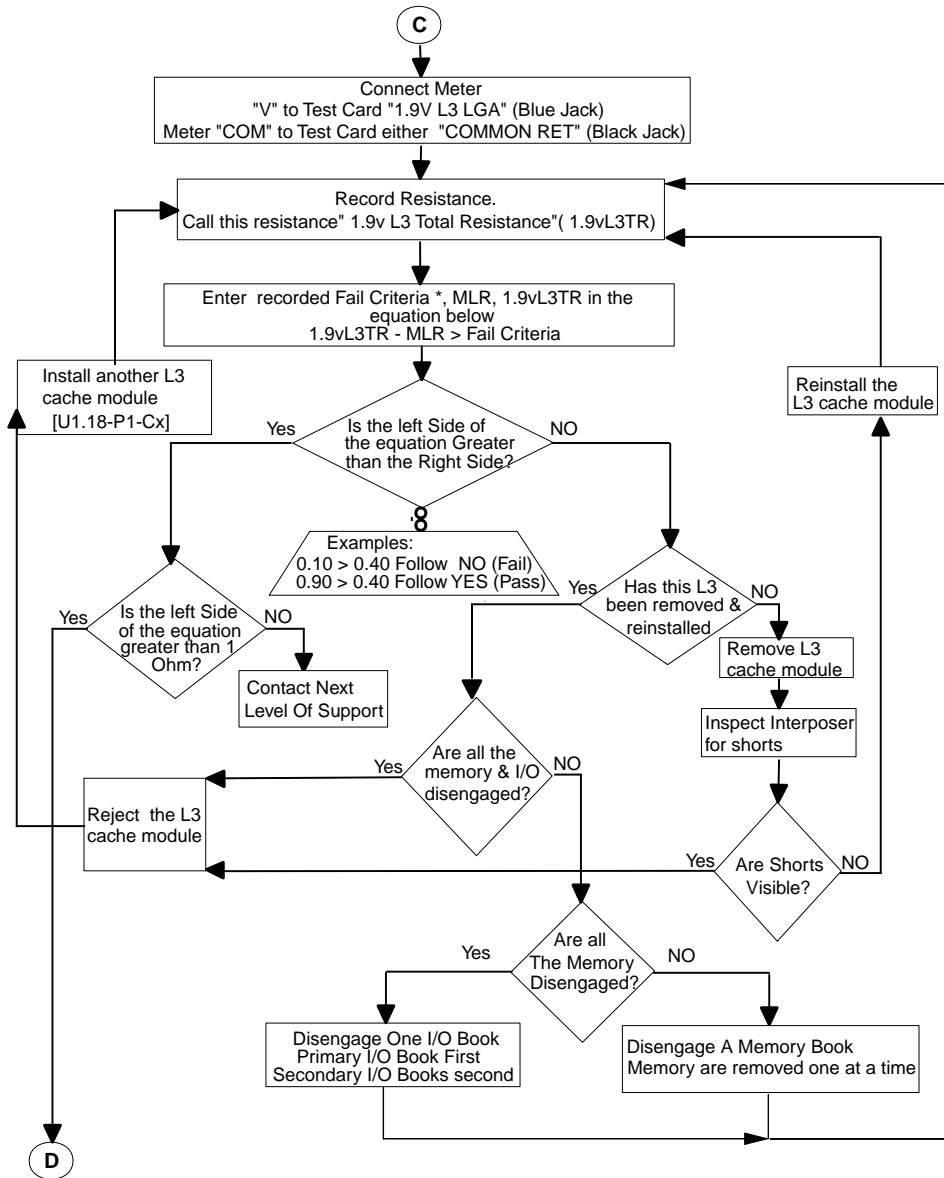 C
Connect Meter
"V" to Test Card "1.9V L3 LGA" (Blue Jack)
Meter "COM" to Test Card either "COMMON RET" (Black Jack)
Record Resistance.
Call this resistance" 1.9v L3 Total Resistance"( 1.9vL3TR)
Enter recorded Fail Criteria *, MLR, 1.9vL3TR in the
equation below
1.9vL3TR - MLR > Fail Criteria
Install another L3
cache module
[U1.18-P1-Cx]
Reinstall the
L3 cache module
Yes
Is the left Side of
the equation Greater
than the Right Side?
NO
Examples:
0.10 > 0.40 Follow NO (Fail)
0.90 > 0.40 Follow YES (Pass)
Yes
Is the left Side
Of the equation
greater than 1
Ohm?
NO
Yes
Has this L3
been removed &
reinstalled
NO
Remove L3
cache module
Contact Next
Level Of Support
Inspect Interposer
for shorts
Yes
Are all the
memory & I/O
disengaged?
NO
Reject the L3
cache module
Yes
Are Shorts
Visible?
NO
Yes
Are all
The Memory
Disengaged?
NO
Disengage One I/O Book
Primary I/O Book First
Secondary I/O Books second
Disengage A Memory Book
Memory are removed one at a time
D